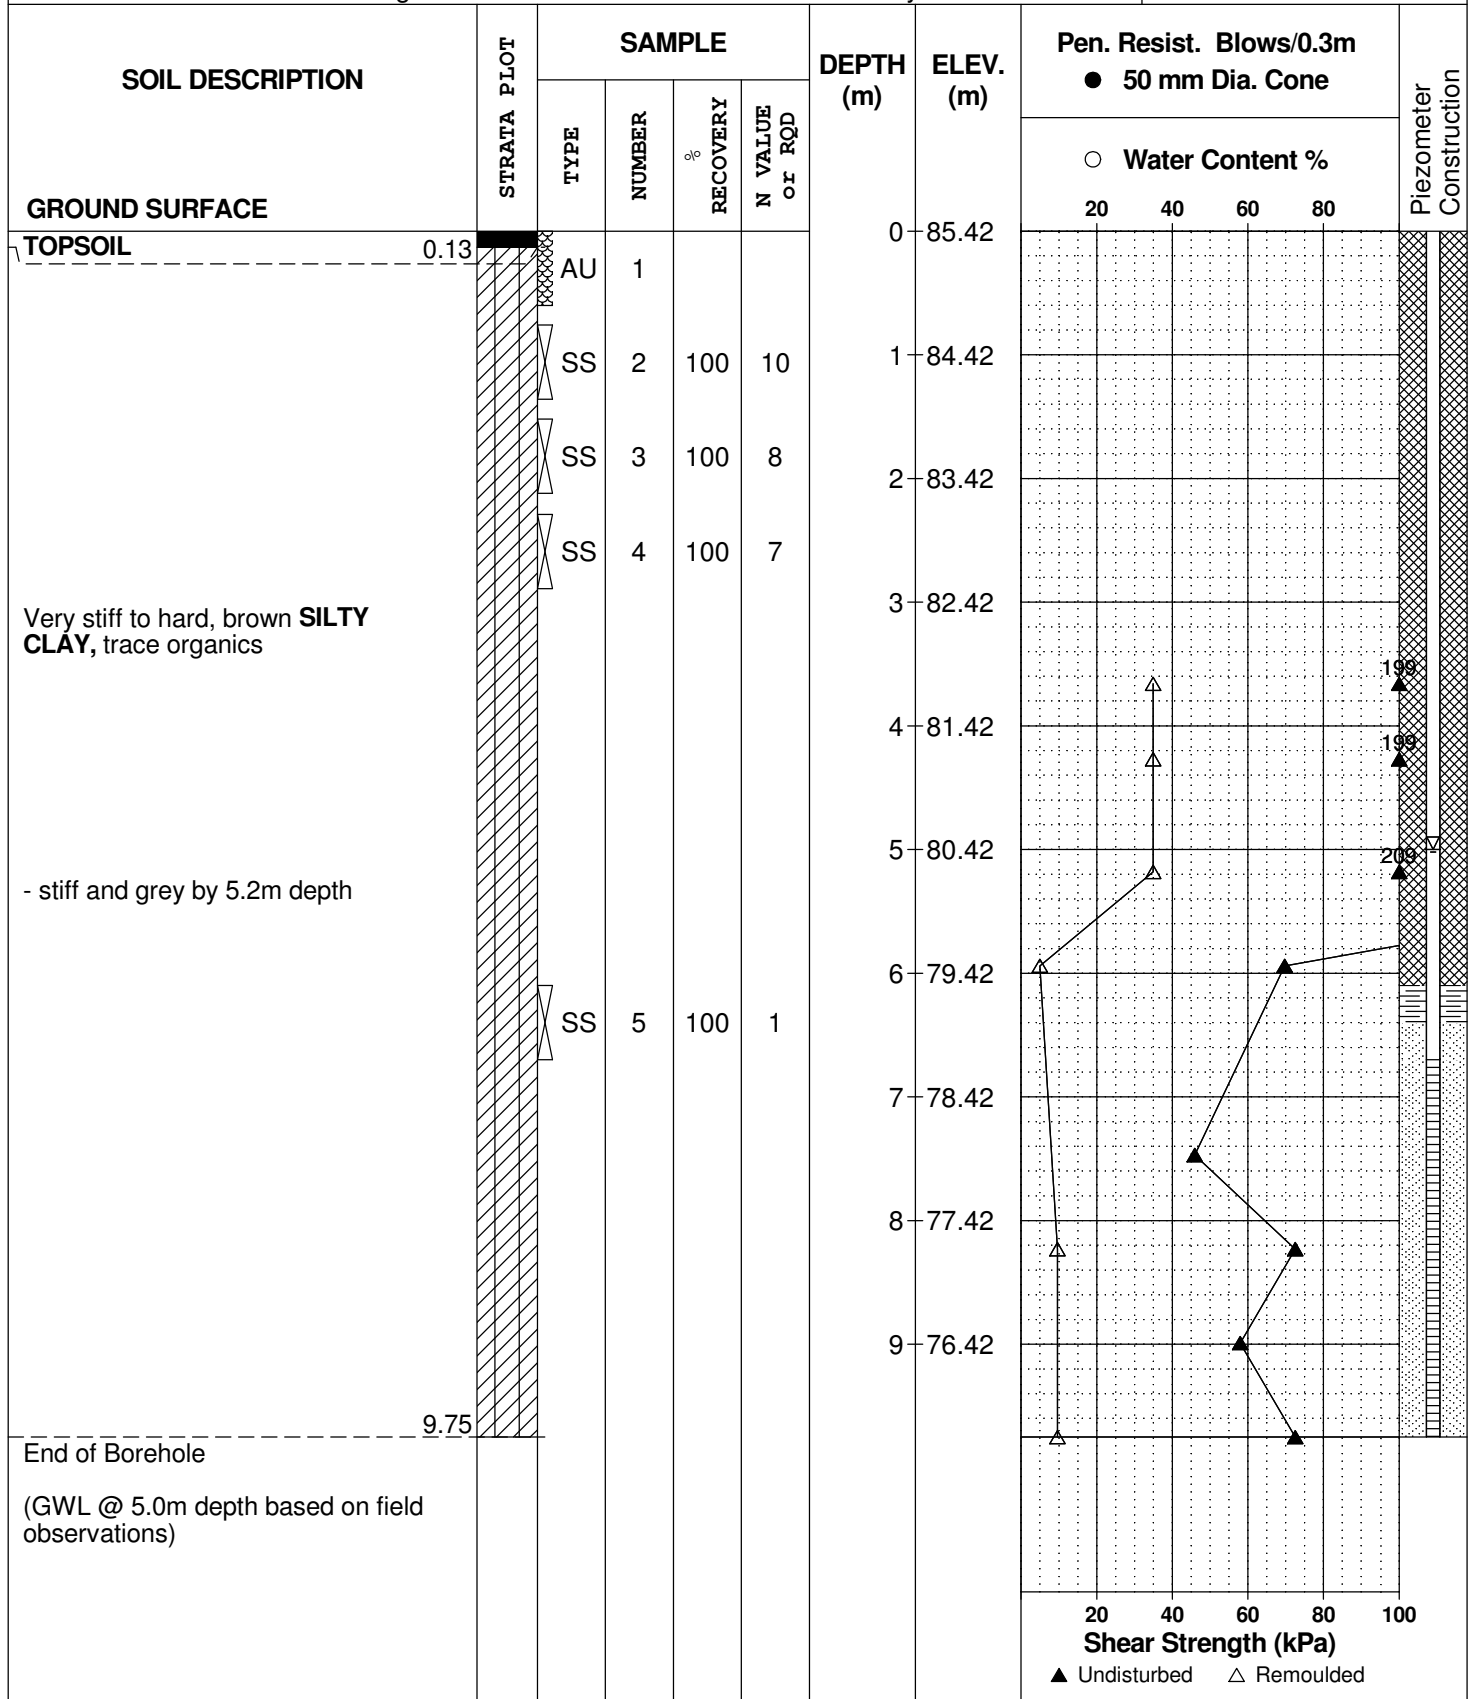 SOIL DESCRIPTION
GROUND SURFACE
STRATA PLOT
SAMPLE
TYPE
NUMBER
%
RECOVERY
N VALUE
or RQD
DEPTH
(m)
ELEV.
(m)
Pen. Resist. Blows/0.3m
● 50 mm Dia. Cone
○ Water Content %
20 40 60 80
Piezometer
Construction
TOPSOIL 0.13
0 85.42
AU 1
SS 2 100 10
1 84.42
SS 3 100 8
2 83.42
SS 4 100 7
3 82.42
Very stiff to hard, brown SILTY
CLAY, trace organics
199
4 81.42
199
5 80.42
209
- stiff and grey by 5.2m depth
6 79.42
SS 5 100 1
7 78.42
8 77.42
9 76.42
9.75
End of Borehole
(GWL @ 5.0m depth based on field
observations)
20 40 60 80 100
Shear Strength (kPa)
▲ Undisturbed △ Remoulded